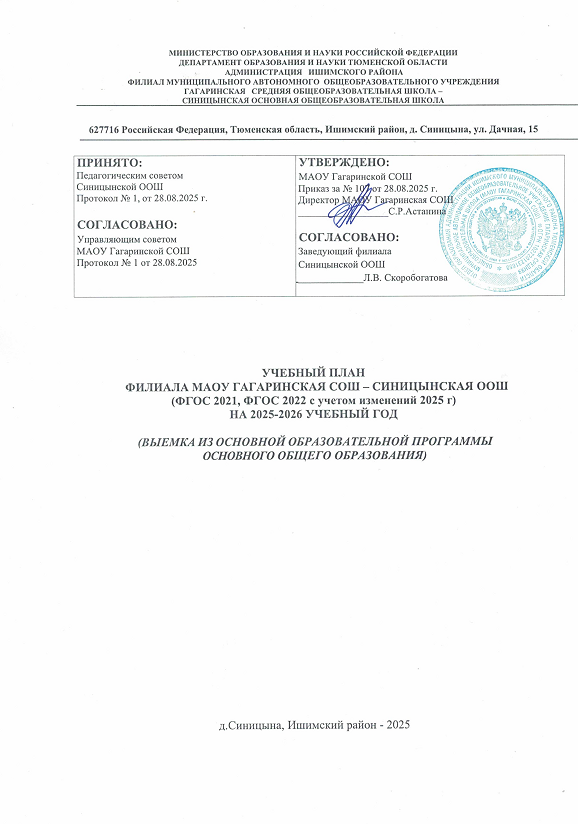 МИНИСТЕРСТВО ОБРАЗОВАНИЯ И НАУКИ РОССИЙСКОЙ ФЕДЕРАЦИИ
ДЕПАРТАМЕНТ ОБРАЗОВАНИЯ И НАУКИ ТЮМЕНСКОЙ ОБЛАСТИ
АДМИНИСТРАЦИЯ ИШИМСКОГО РАЙОНА
ФИЛИАЛ МУНИЦИПАЛЬНОГО АВТОНОМНОГО ОБЩЕОБРАЗОВАТЕЛЬНОГО УЧРЕЖДЕНИЯ
ГАГАРИНСКАЯ СРЕДНЯЯ ОБЩЕОБРАЗОВАТЕЛЬНАЯ ШКОЛА –
СИНИЦЫНСКАЯ ОСНОВНАЯ ОБЩЕОБРАЗОВАТЕЛЬНАЯ ШКОЛА
627716 Российская Федерация, Тюменская область, Ишимский район, д. Синицына, ул. Дачная, 15
ПРИНЯТО:
Педагогическим советом
Синицынской ООШ
Протокол № 1, от 28.08.2025 г.
СОГЛАСОВАНО:
Управляющим советом
МАОУ Гагаринской СОШ
Протокол № 1 от 28.08.2025
УТВЕРЖДЕНО:
МАОУ Гагаринской СОШ
Приказ за № от 28.08.2025 г.
Директор МАОУ Гагаринская СОШ
С.Р.Астанина
СОГЛАСОВАНО:
Заведующий филиала
Синицынской ООШ
Л.В. Скоробогатова
УЧЕБНЫЙ ПЛАН
ФИЛИАЛА МАОУ ГАГАРИНСКАЯ СОШ – СИНИЦЫНСКАЯ ООШ
(ФГОС 2021, ФГОС 2022 с учетом изменений 2025 г)
НА 2025-2026 УЧЕБНЫЙ ГОД
(ВЫЕМКА ИЗ ОСНОВНОЙ ОБРАЗОВАТЕЛЬНОЙ ПРОГРАММЫ
ОСНОВНОГО ОБЩЕГО ОБРАЗОВАНИЯ)
д.Синицына, Ишимский район - 2025